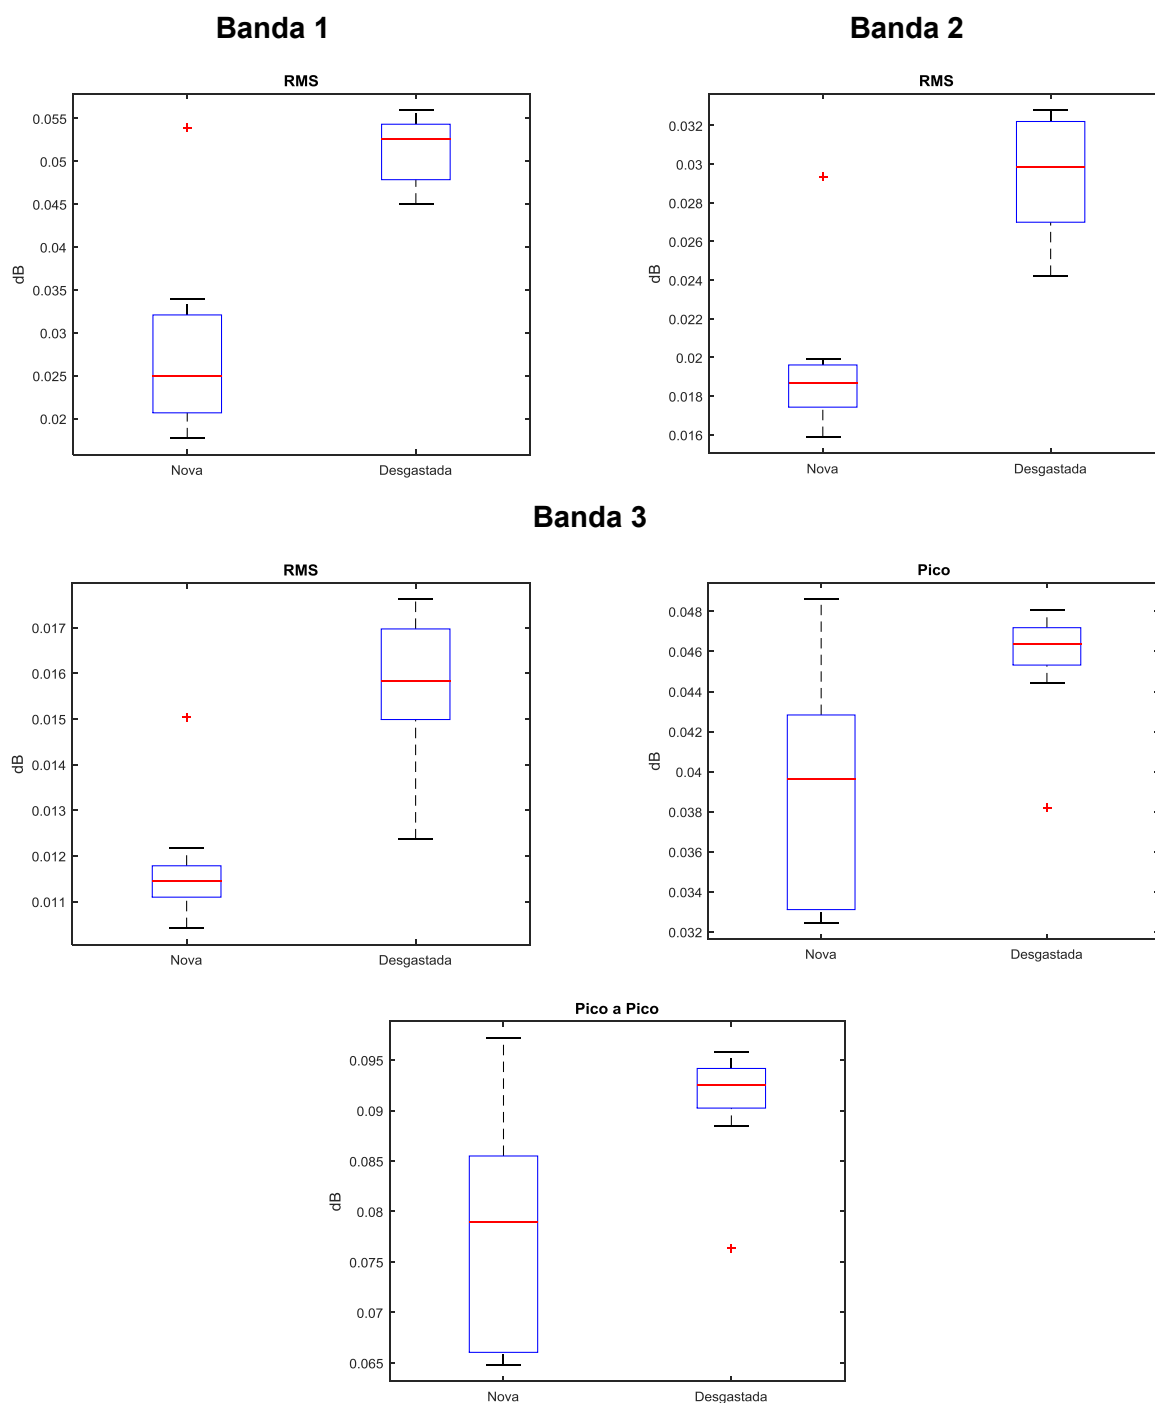 Banda 1
Banda 2
RMS
0.055
0.05
0.045
0.04
0.035
0.03
0.025
0.02
dB
Nova
Desgastada
RMS
0.032
0.03
0.028
0.026
0.024
0.022
0.02
0.018
0.016
dB
Nova
Desgastada
Banda 3
RMS
0.017
0.016
0.015
0.014
0.013
0.012
0.011
dB
Nova
Desgastada
Pico
0.048
0.046
0.044
0.042
0.04
0.038
0.036
0.034
0.032
dB
Nova
Desgastada
Pico a Pico
0.095
0.09
0.085
0.08
0.075
0.07
0.065
dB
Nova
Desgastada